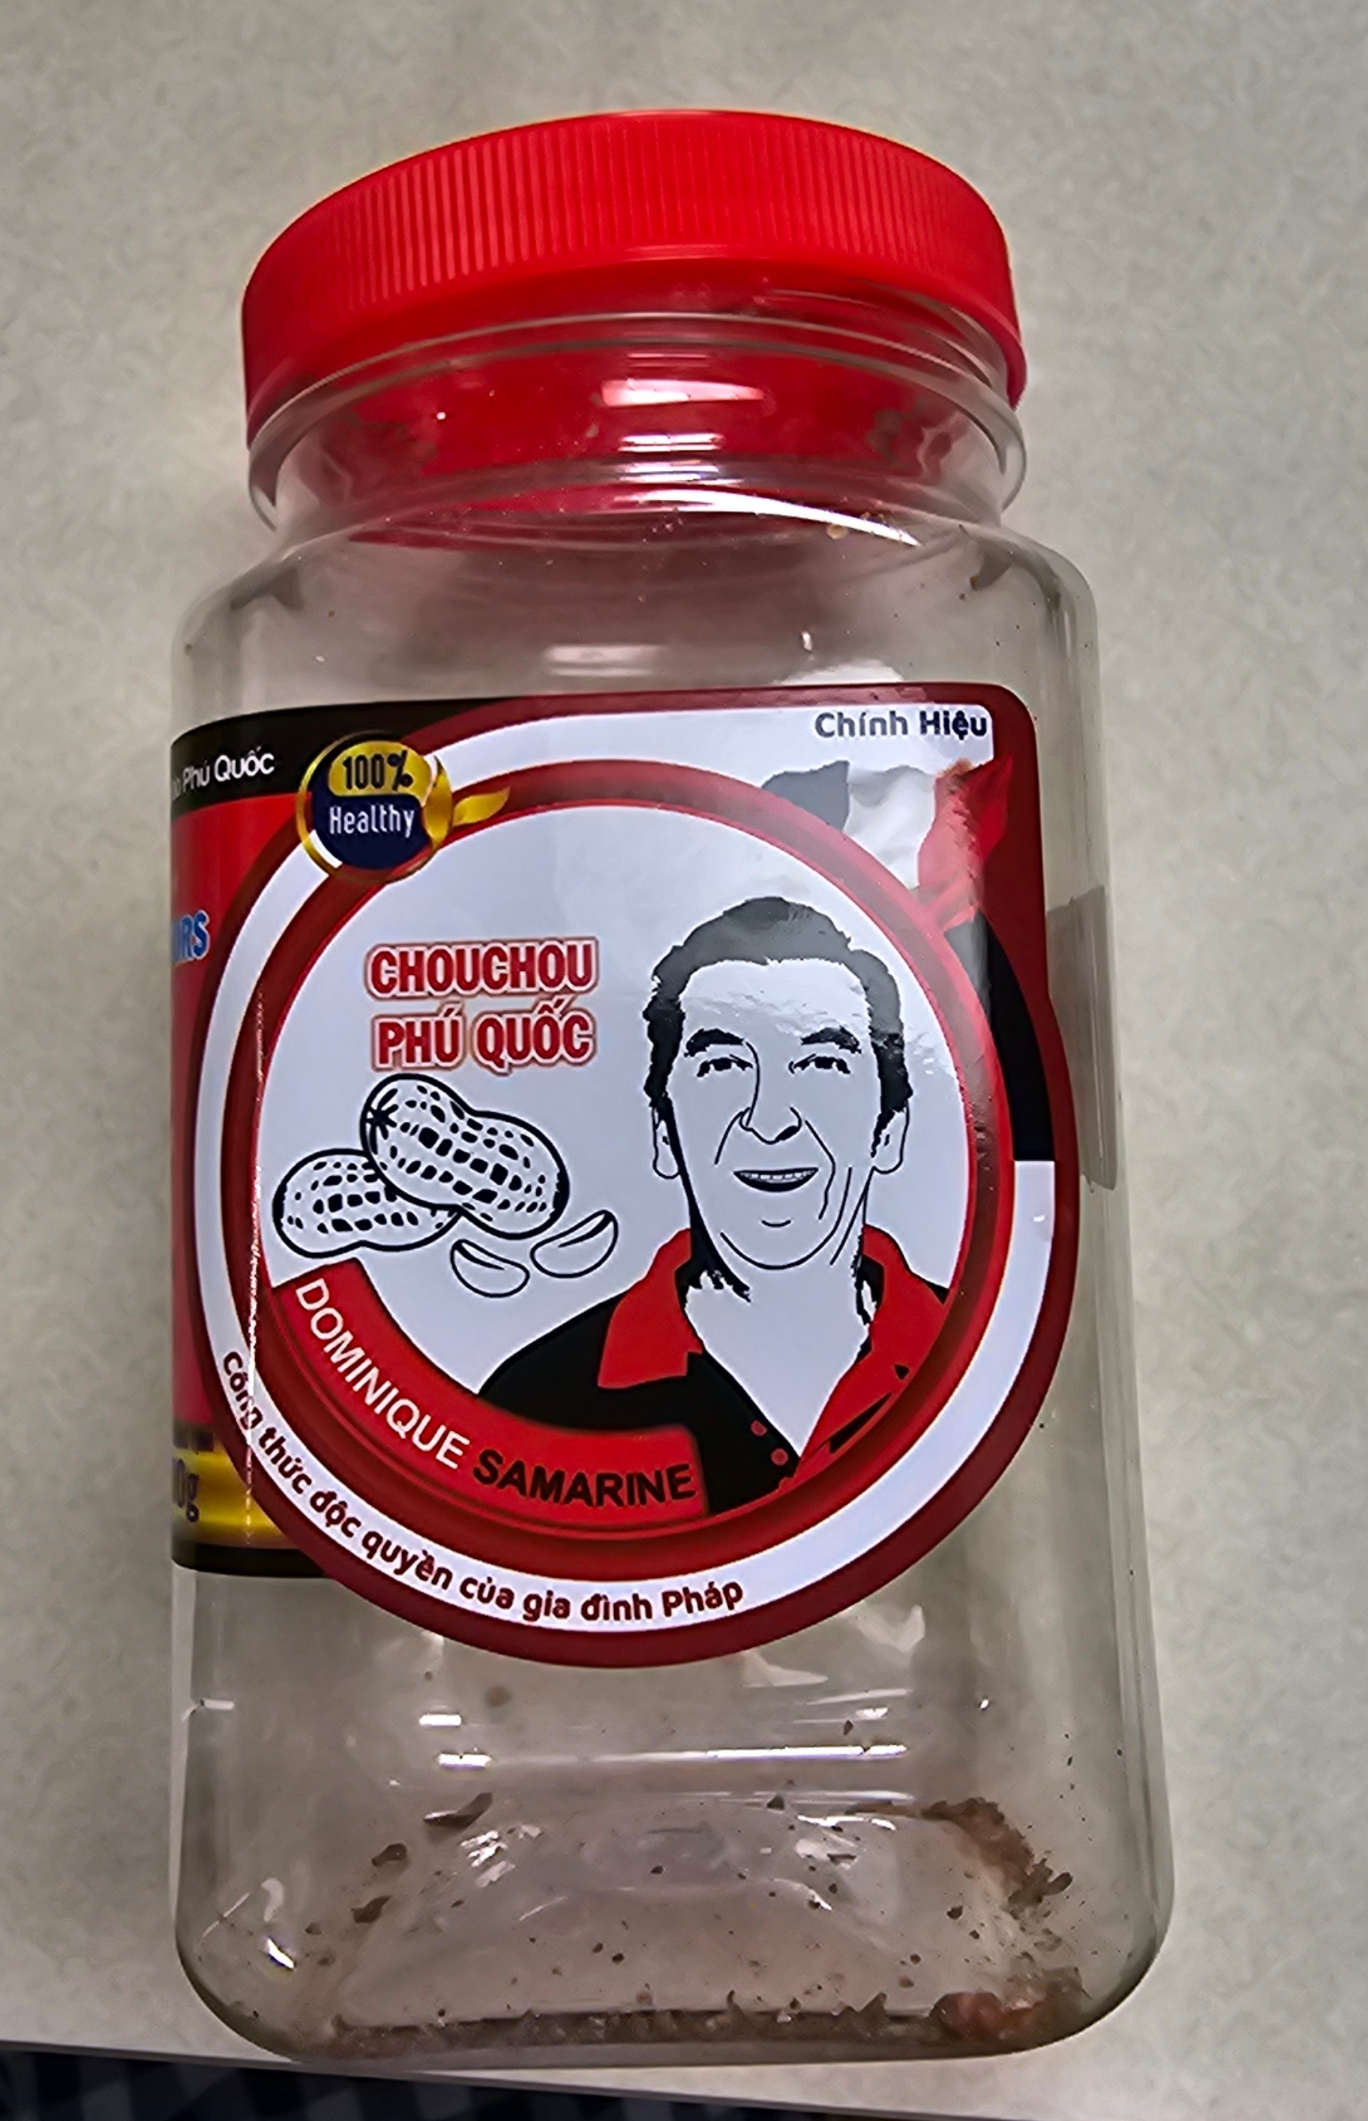 Chính Hiệu
Phú Quốc
100%
Healthy
CHOUCHOU
PHÚ QUỐC
DOMINIQUE SAMARINE
Công thức độc quyền của gia đình Pháp